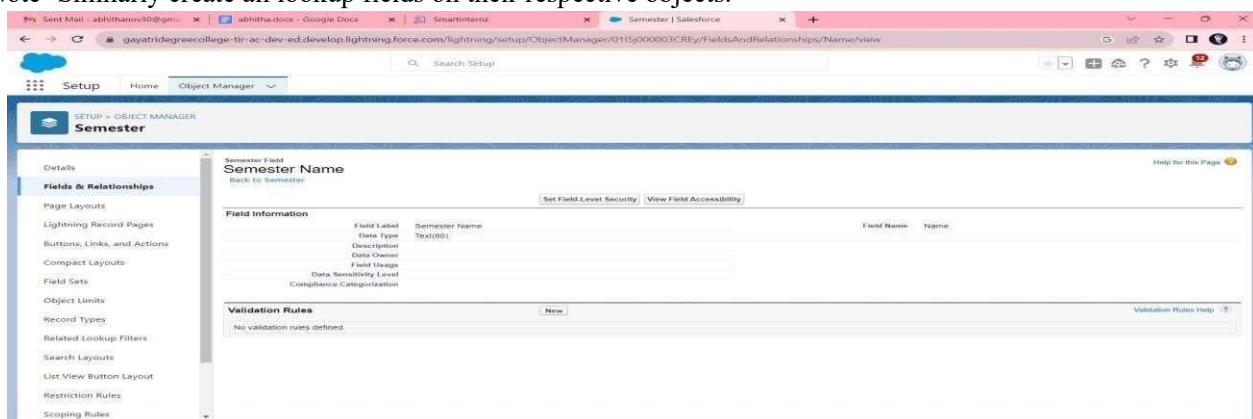 Note- Similarly create an lookup fields on their respective objects.
Sent Mail - abhithanov30@gm
abhitha.docx - Google Docs
Smartinternz
Semester | Salesforce
gayatridegreecollege-tir-ac-dev-ed.develop.lightning.force.com/lightning/setup/ObjectManager/01I5j000003CREy/FieldsAndRelationships/Name/view
Search Setup
12
Setup
Home
Object Manager
SETUP > OBJECT MANAGER
Semester
Details
Fields & Relationships
Page Layouts
Lightning Record Pages
Buttons, Links, and Actions
Compact Layouts
Field Sets
Object Limits
Record Types
Related Lookup Filters
Search Layouts
List View Button Layout
Restriction Rules
Scoping Rules
Semester Field
Semester Name
Back to Semester
Help for this Page
Set Field-Level Security View Field Accessibility
Field Information
Field Label Semester Name Field Name Name
Data Type Text(80)
Description
Data Owner
Field Usage
Data Sensitivity Level
Compliance Categorization
Validation Rules New Validation Rules Help ?
No validation rules defined.